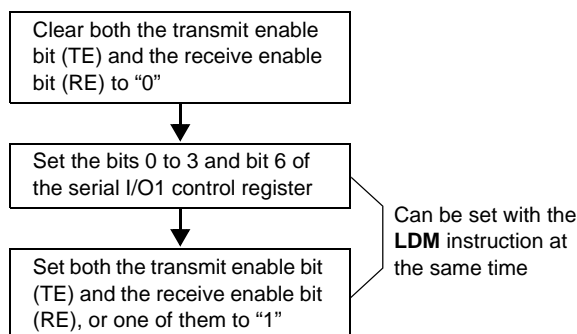 Clear both the transmit enable
bit (TE) and the receive enable
bit (RE) to “0”
Set the bits 0 to 3 and bit 6 of
the serial I/O1 control register
Can be set with the
LDM instruction at
the same time
Set both the transmit enable bit
(TE) and the receive enable bit
(RE), or one of them to “1”